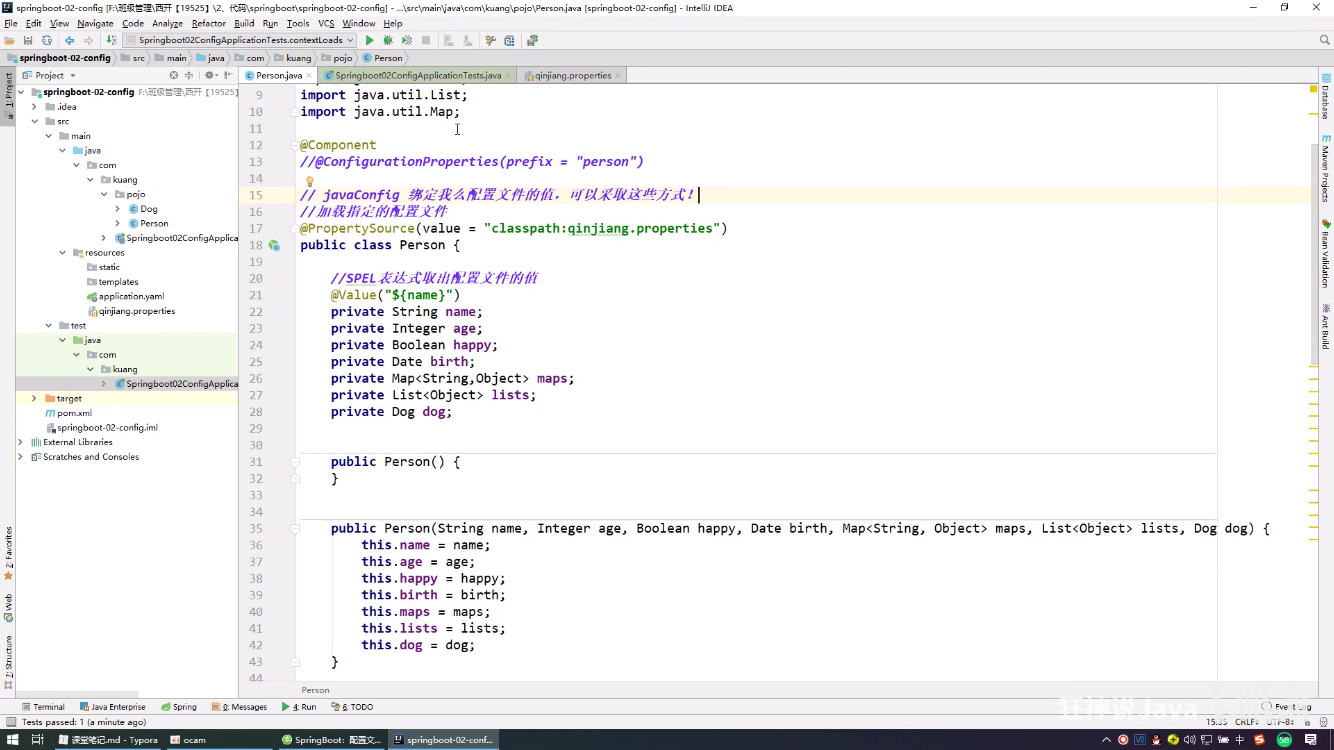 springboot-02-config [F:\班级管理\西开【19525】\2、代码\springboot\springboot-02-config] - ...\src\main\java\com\kuang\pojo\Person.java [springboot-02-config] - IntelliJ IDEA
File Edit View Navigate Code Analyze Refactor Build Run Tools VCS Window Help
Springboot02ConfigApplicationTests.contextLoads
springboot-02-config src main java com kuang pojo Person
Project
Person.java Springboot02ConfigApplicationTests.java qinjiang.properties
springboot-02-config F:\班级管理\西开【19525】
.idea
src
main
java
com
kuang
pojo
Dog
Person
Springboot02ConfigApplica
resources
static
templates
application.yaml
qinjiang.properties
test
java
com
kuang
Springboot02ConfigApplica
target
pom.xml
springboot-02-config.iml
External Libraries
Scratches and Consoles
1: Project
2: Favorites
Web
7: Structure
9 import java.util.List;
10 import java.util.Map;
11
12 @Component
13 //@ConfigurationProperties(prefix = "person")
14
15 // javaConfig 绑定我么配置文件的值，可以采取这些方式！
16 //加载指定的配置文件
17 @PropertySource(value = "classpath:qinjiang.properties")
18 public class Person {
19
20 //SPEL表达式取出配置文件的值
21 @Value("${name}")
22 private String name;
23 private Integer age;
24 private Boolean happy;
25 private Date birth;
26 private Map<String,Object> maps;
27 private List<Object> lists;
28 private Dog dog;
29
30
31 public Person() {
32 }
33
34
35 public Person(String name, Integer age, Boolean happy, Date birth, Map<String, Object> maps, List<Object> lists, Dog dog) {
36 this.name = name;
37 this.age = age;
38 this.happy = happy;
39 this.birth = birth;
40 this.maps = maps;
41 this.lists = lists;
42 this.dog = dog;
43 }
44
Person
Database
Maven Projects
Bean Validation
Ant Build
Terminal Java Enterprise Spring 0: Messages 4: Run 6: TODO Event Log
狂神说Java
Tests passed: 1 (a minute ago) 15:33 CRLF÷ UTF-8÷
课堂笔记.md - Typora ocam SpringBoot：配置文... springboot-02-conf... 中 58